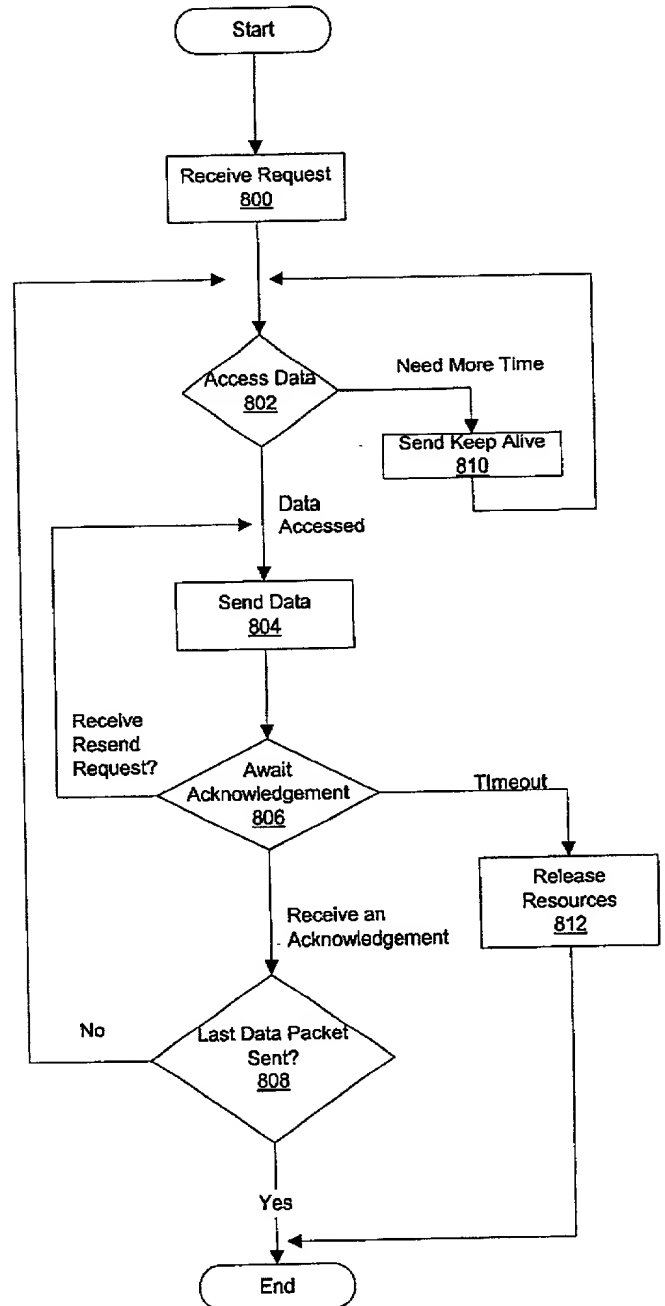 Start
Receive Request
800
Access Data
802
Need More Time
Send Keep Alive
810
Data
Accessed
Send Data
804
Receive
Resend
Request?
Await
Acknowledgement
806
Timeout
Release
Resources
812
Receive an
Acknowledgement
No
Last Data Packet
Sent?
808
Yes
End